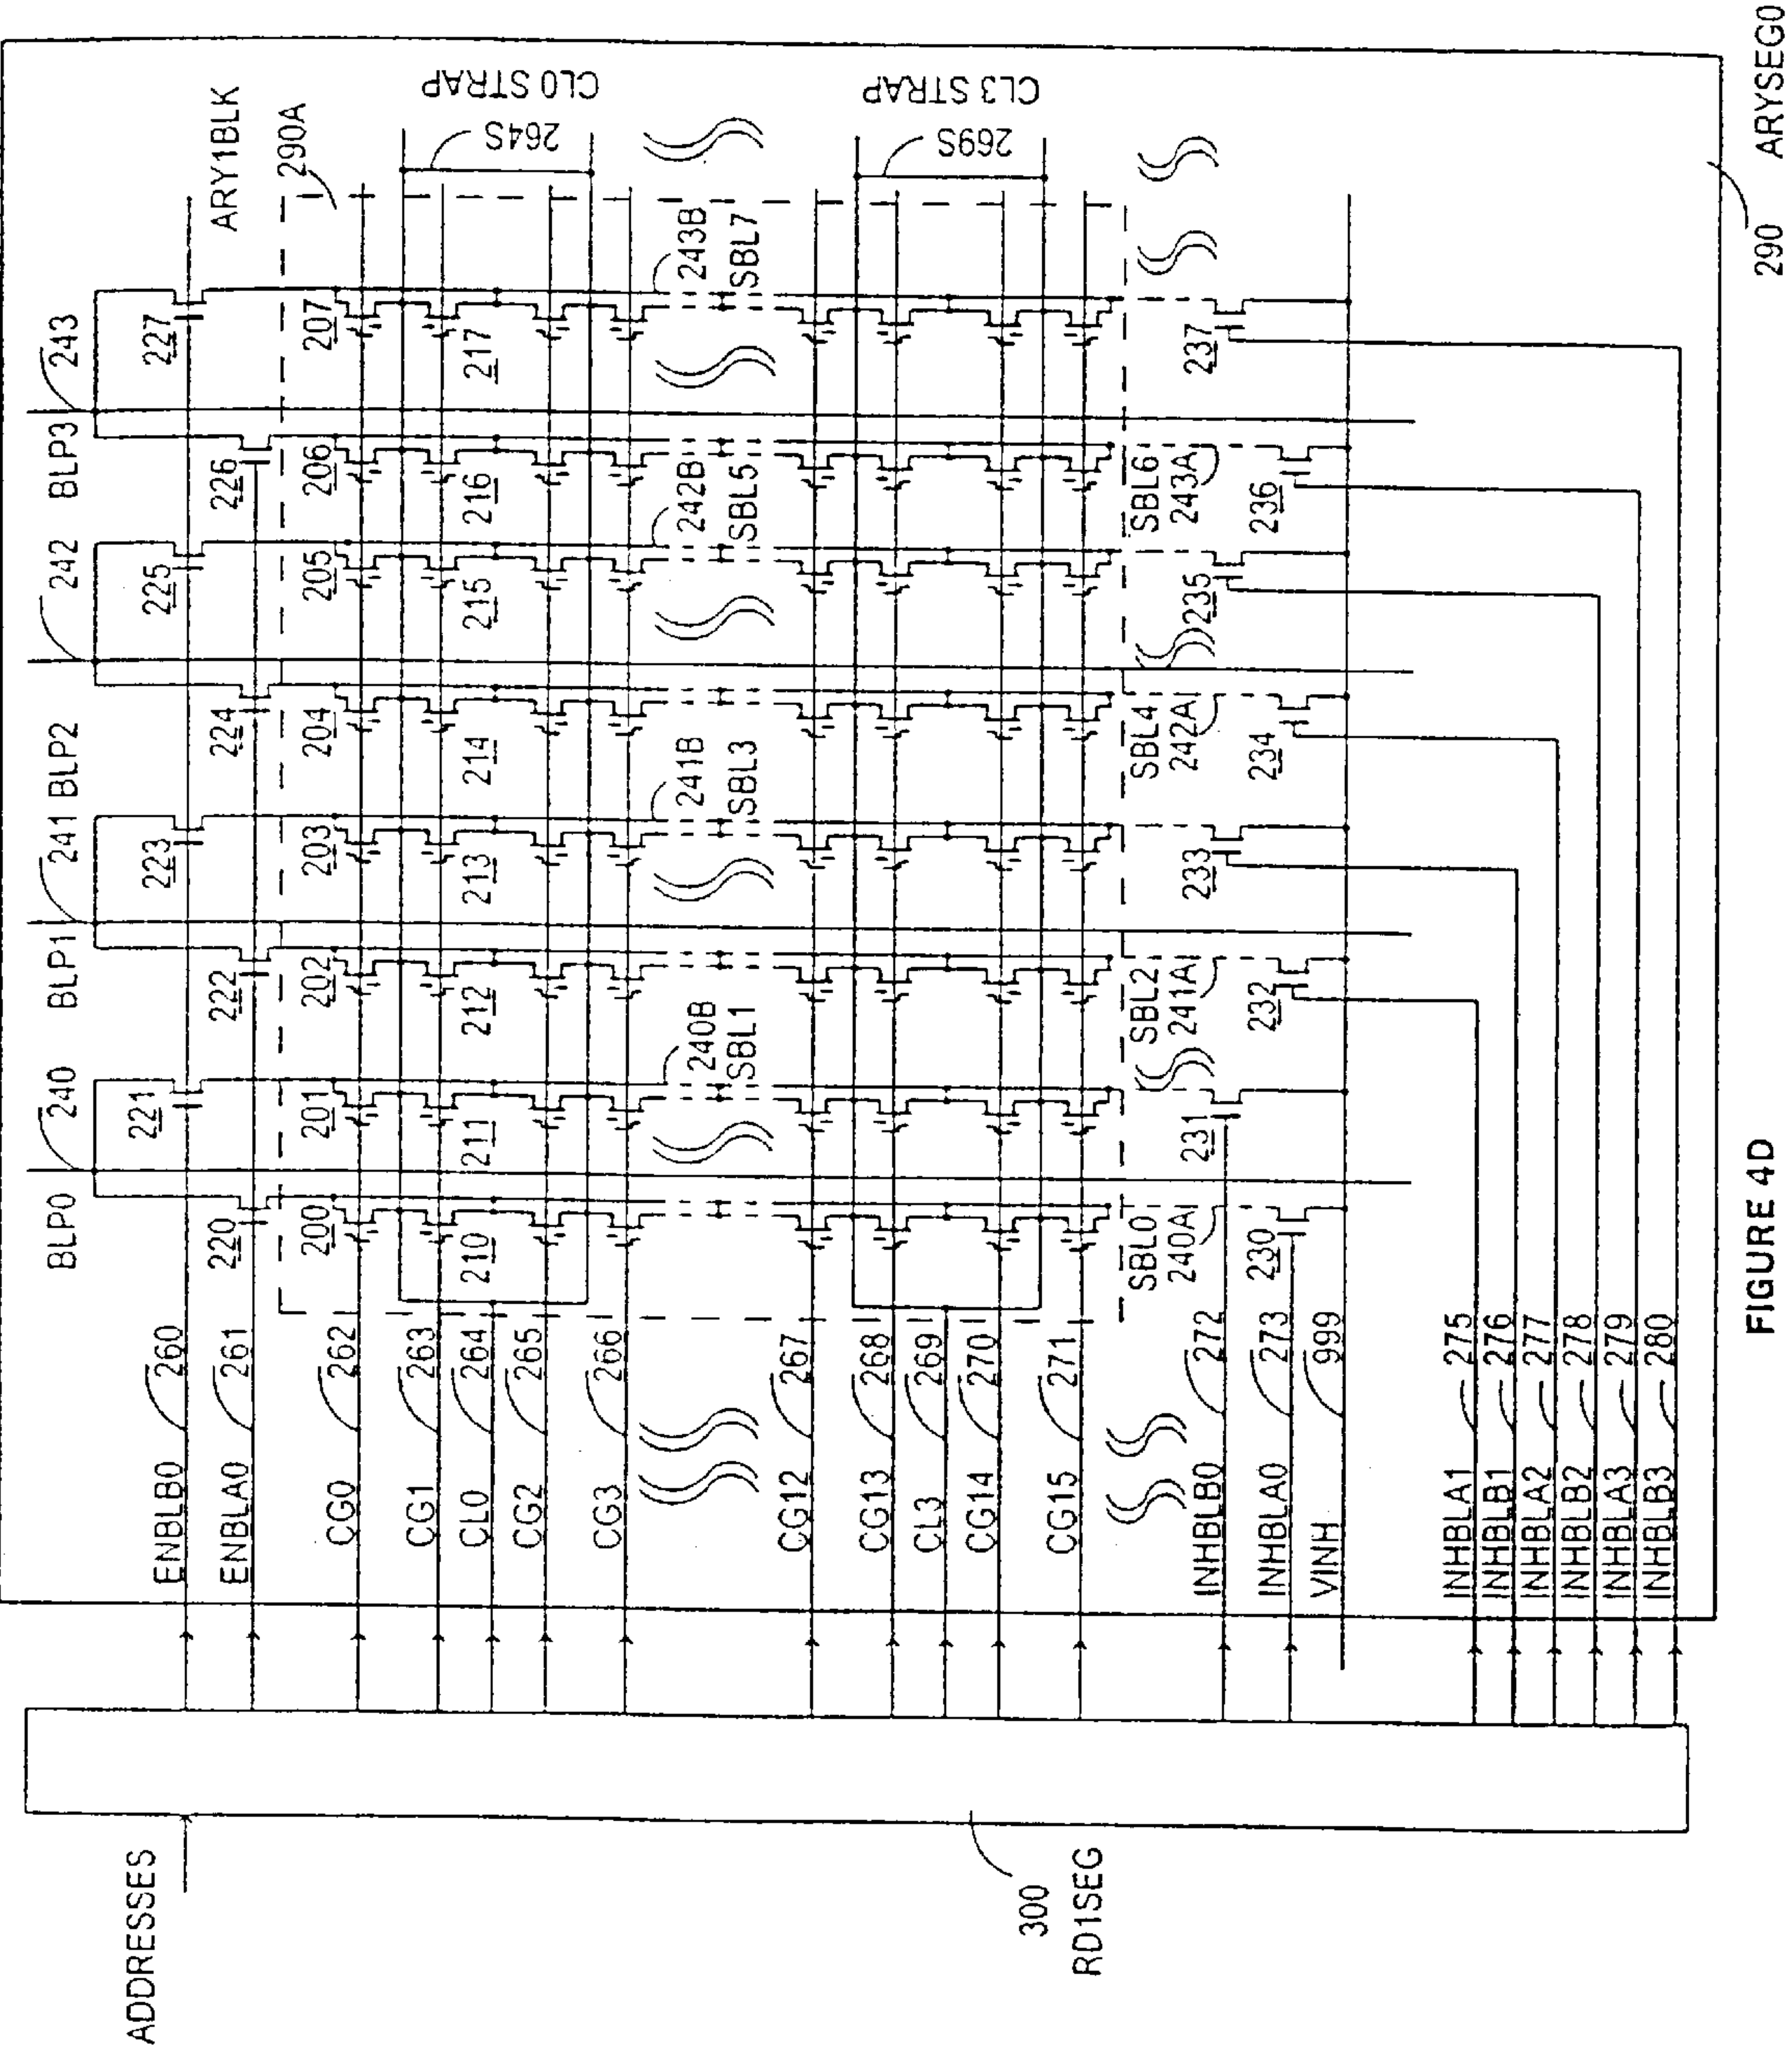 ADDRESSES
300
RD1SEG
BLP0 240 BLP1 241 BLP2 242 BLP3 243
ENBLB0 260 221 223 225 227
ENBLA0 261 220 222 224 226 ARY1BLK
290A
CG0 262 200 201 202 203 204 205 206 207
CG1 263
CL0 264 210 211 212 213 214 215 216 217
CL0 STRAP
264S
CG2 265
CG3 266
240B 241B 242B 243B
SBL1 SBL3 SBL5 SBL7
CG12 267
CG13 268
CL3 269
CL3 STRAP
269S
CG14 270
CG15 271
SBL0 SBL2 SBL4 SBL6
240A 241A 242A 243A
INHBLB0 272 231 233 235 237
INHBLA0 273 230 232 234 236
VINH 999
INHBLA1 275
INHBLB1 276
INHBLA2 277
INHBLB2 278
INHBLA3 279
INHBLB3 280
290 ARYSEG0
FIGURE 4D